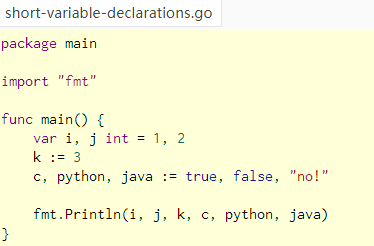 short-variable-declarations.go
package main
import "fmt"
func main() {
    var i, j int = 1, 2
    k := 3
    c, python, java := true, false, "no!"
    fmt.Println(i, j, k, c, python, java)
}